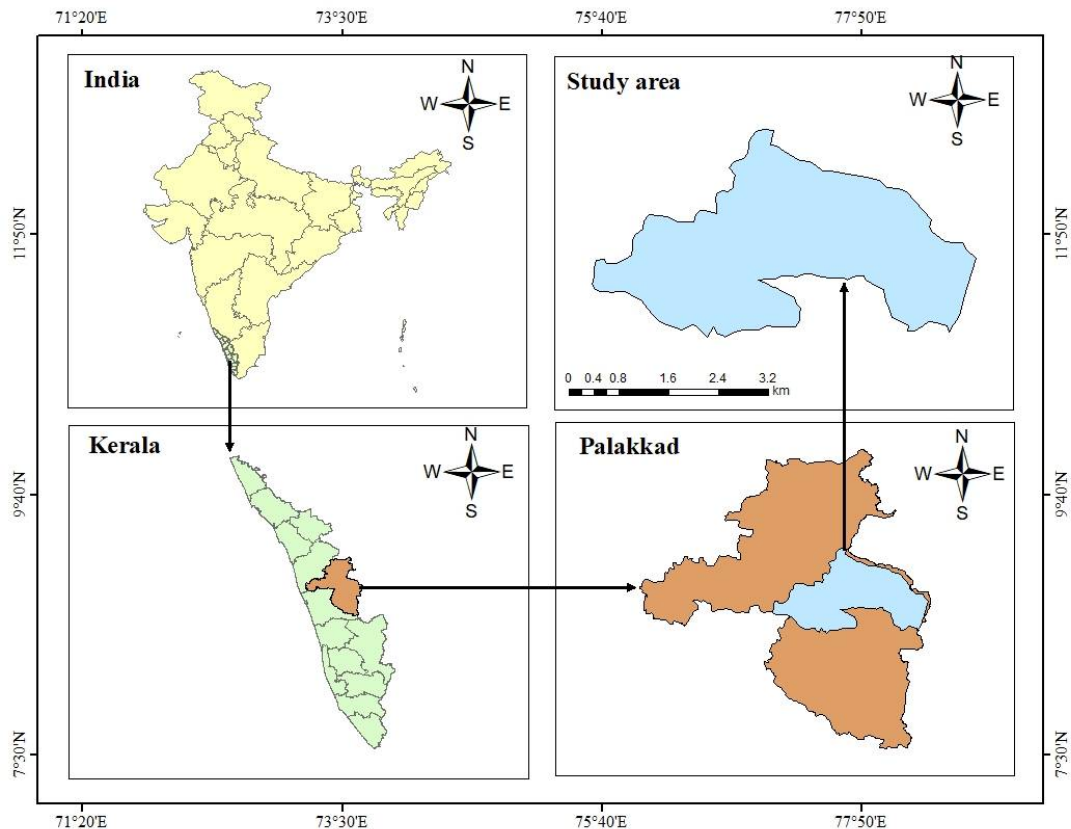 71°20'E 73°30'E 75°40'E 77°50'E
India
N
W E
S
Study area
N
W E
S
11°50'N
11°50'N
0 0.4 0.8 1.6 2.4 3.2
km
Kerala
N
W E
S
Palakkad
N
W E
S
9°40'N
9°40'N
7°30'N
7°30'N
71°20'E 73°30'E 75°40'E 77°50'E